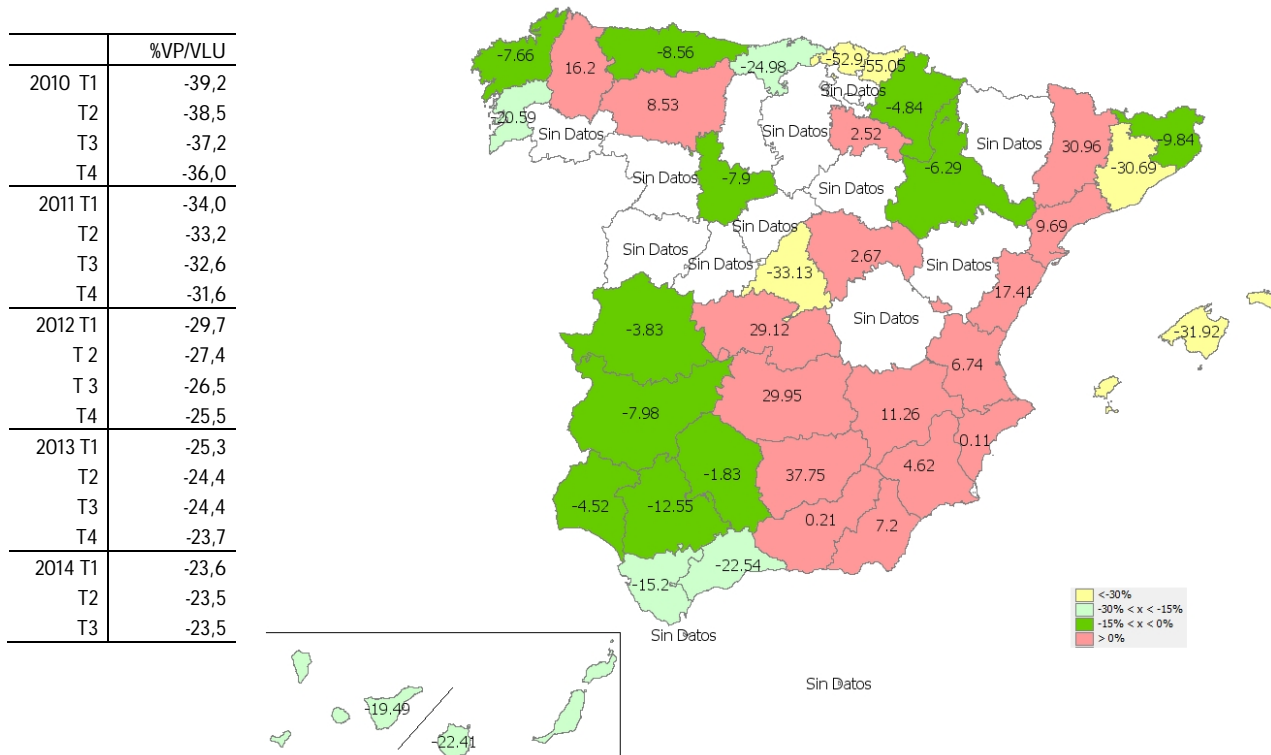 %VP/VLU
2010 T1 -39,2
T2 -38,5
T3 -37,2
T4 -36,0
2011 T1 -34,0
T2 -33,2
T3 -32,6
T4 -31,6
2012 T1 -29,7
T 2 -27,4
T 3 -26,5
T4 -25,5
2013 T1 -25,3
T2 -24,4
T3 -24,4
T4 -23,7
2014 T1 -23,6
T2 -23,5
T3 -23,5
-7.66
16.2
-8.56
-24.98
-52.9
-55.05
Sin Datos
-4.84
8.53
-20.59
Sin Datos
Sin Datos
2.52
Sin Datos
30.96
-9.84
-30.69
-6.29
Sin Datos
-7.9
Sin Datos
Sin Datos
9.69
Sin Datos
Sin Datos
-33.13
2.67
Sin Datos
17.41
-3.83
29.12
Sin Datos
-31.92
6.74
-7.98
29.95
11.26
0.11
-1.83
37.75
4.62
-4.52
-12.55
0.21
7.2
-15.2
-22.54
Sin Datos
Sin Datos
-19.49
-22.41
<-30%
-30% < x < -15%
-15% < x < 0%
> 0%